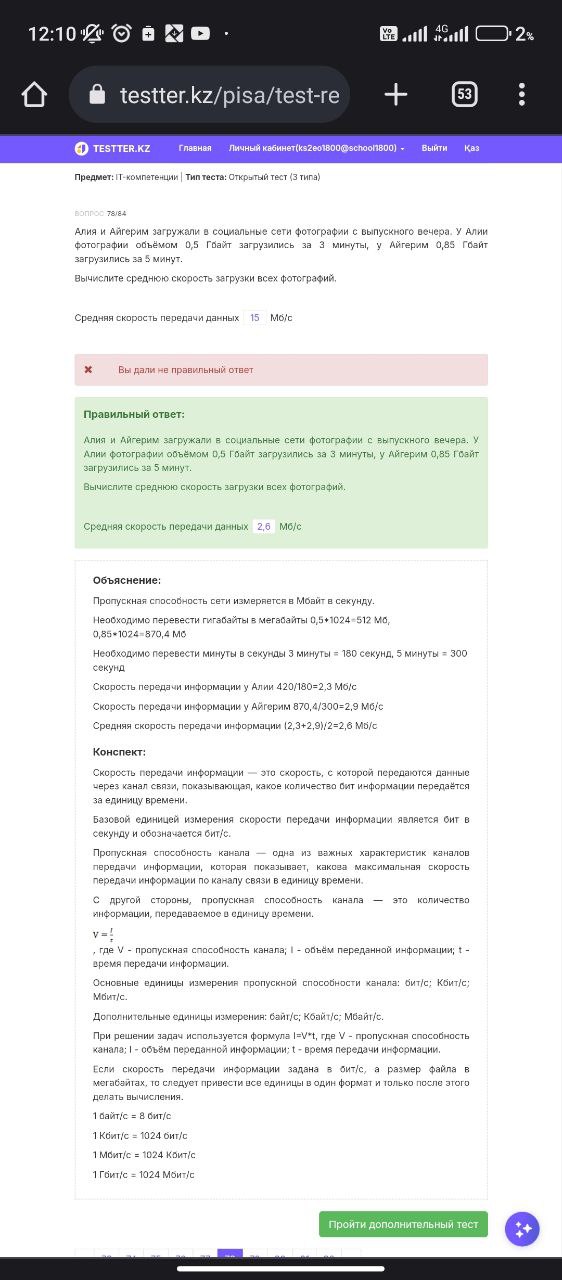 12:10
Vo LTE 4G 2%
testter.kz/pisa/test-re
53
TESTTER.KZ Главная Личный кабинет(ks2eo1800@school1800) Выйти Қаз
Предмет: IT-компетенции | Тип теста: Открытый тест (3 типа)
ВОПРОС 78/84
Алия и Айгерим загружали в социальные сети фотографии с выпускного вечера. У Алии
фотографии объёмом 0,5 Гбайт загрузились за 3 минуты, у Айгерим 0,85 Гбайт
загрузились за 5 минут.
Вычислите среднюю скорость загрузки всех фотографий.
Средняя скорость передачи данных 15 Мб/с
Вы дали не правильный ответ
Правильный ответ:
Алия и Айгерим загружали в социальные сети фотографии с выпускного вечера. У
Алии фотографии объёмом 0,5 Гбайт загрузились за 3 минуты, у Айгерим 0,85 Гбайт
загрузились за 5 минут.
Вычислите среднюю скорость загрузки всех фотографий.
Средняя скорость передачи данных 2,6 Мб/с
Объяснение:
Пропускная способность сети измеряется в Мбайт в секунду.
Необходимо перевести гигабайты в мегабайты 0,5*1024=512 Мб,
0,85*1024=870,4 Мб
Необходимо перевести минуты в секунды 3 минуты = 180 секунд, 5 минуты = 300
секунд
Скорость передачи информации у Алии 420/180=2,3 Мб/с
Скорость передачи информации у Айгерим 870,4/300=2,9 Мб/с
Средняя скорость передачи информации (2,3+2,9)/2=2,6 Мб/с
Конспект:
Скорость передачи информации — это скорость, с которой передаются данные
через канал связи, показывающая, какое количество бит информации передаётся
за единицу времени.
Базовой единицей измерения скорости передачи информации является бит в
секунду и обозначается бит/с.
Пропускная способность канала — одна из важных характеристик каналов
передачи информации, которая показывает, какова максимальная скорость
передачи информации по каналу связи в единицу времени.
С другой стороны, пропускная способность канала — это количество
информации, передаваемое в единицу времени.
V = I/t
, где V - пропускная способность канала; I - объём переданной информации; t -
время передачи информации.
Основные единицы измерения пропускной способности канала: бит/с; Кбит/с;
Мбит/с.
Дополнительные единицы измерения: байт/с; Кбайт/с; Мбайт/с.
При решении задач используется формула I=V*t, где V - пропускная способность
канала; I - объём переданной информации; t - время передачи информации.
Если скорость передачи информации задана в бит/с, а размер файла в
мегабайтах, то следует привести все единицы в один формат и только после этого
делать вычисления.
1 байт/с = 8 бит/с
1 Кбит/с = 1024 бит/с
1 Мбит/с = 1024 Кбит/с
1 Гбит/с = 1024 Мбит/с
Пройти дополнительный тест